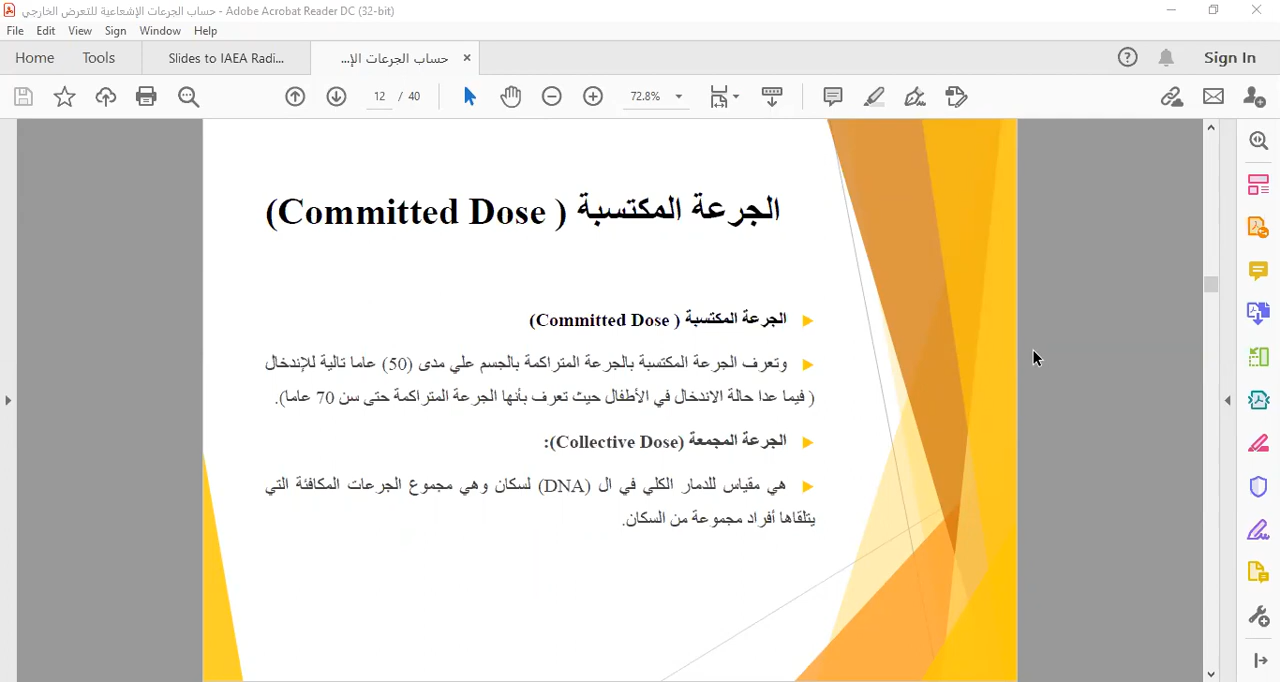 حساب الجرعات الإشعاعية للتعرض الخارجي - Adobe Acrobat Reader DC (32-bit)
File Edit View Sign Window Help
Home Tools Slides to IAEA Radi... حساب الجرعات الإ... × Sign In
12 / 40 72.8%
الجرعة المكتسبة ( Committed Dose)
الجرعة المكتسبة ( Committed Dose)
وتعرف الجرعة المكتسبة بالجرعة المتراكمة بالجسم علي مدى (50) عاما تالية للإندخال
( فيما عدا حالة الاندخال في الأطفال حيث تعرف بأنها الجرعة المتراكمة حتى سن 70 عاما).
الجرعة المجمعة (Collective Dose):
هي مقياس للدمار الكلي في ال (DNA) لسكان وهي مجموع الجرعات المكافئة التي
يتلقاها أفراد مجموعة من السكان.